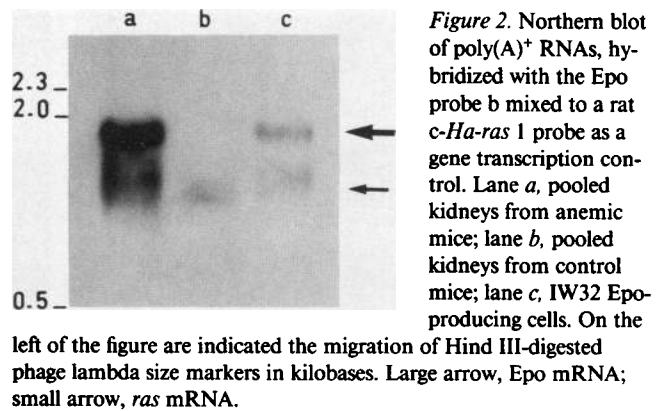 a b c
2.3
2.0
0.5
Figure 2. Northern blot
of poly(A)+ RNAs, hy-
bridized with the Epo
probe b mixed to a rat
c-Ha-ras 1 probe as a
gene transcription con-
trol. Lane a, pooled
kidneys from anemic
mice; lane b, pooled
kidneys from control
mice; lane c, IW32 Epo-
producing cells. On the
left of the figure are indicated the migration of Hind III-digested
phage lambda size markers in kilobases. Large arrow, Epo mRNA;
small arrow, ras mRNA.